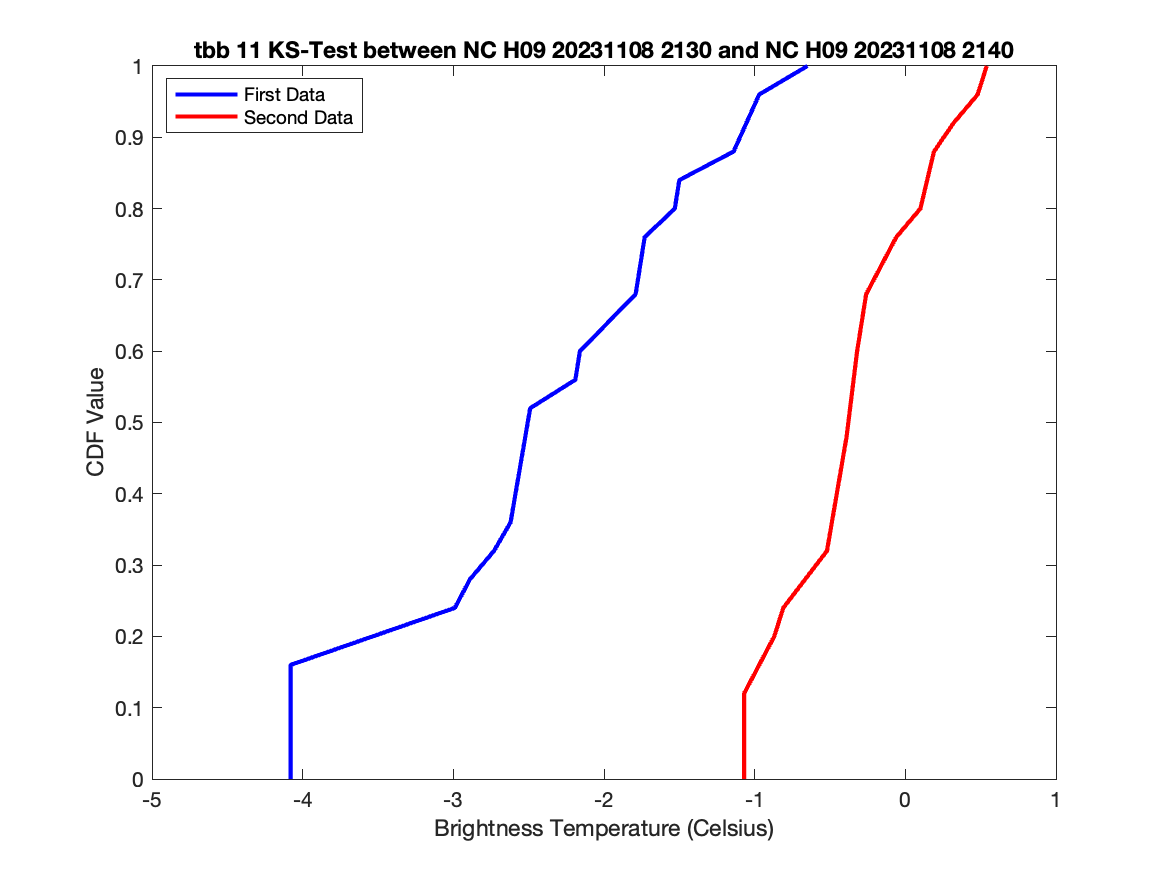 tbb 11 KS-Test between NC H09 20231108 2130 and NC H09 20231108 2140
First Data
Second Data
1
0.9
0.8
0.7
0.6
0.5
0.4
0.3
0.2
0.1
0
CDF Value
-5 -4 -3 -2 -1 0 1
Brightness Temperature (Celsius)